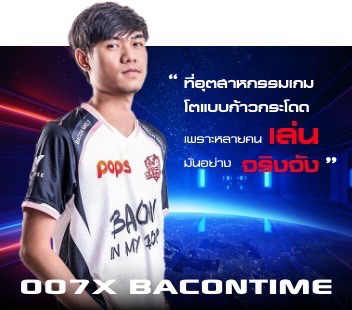 “ ที่อุตสาหกรรมเกม
โตแบบก้าวกระโดด
เพราะหลายคน เล่น
มันอย่าง จริงจัง ”
pops
BACON
IN MY
007X BACONTIME